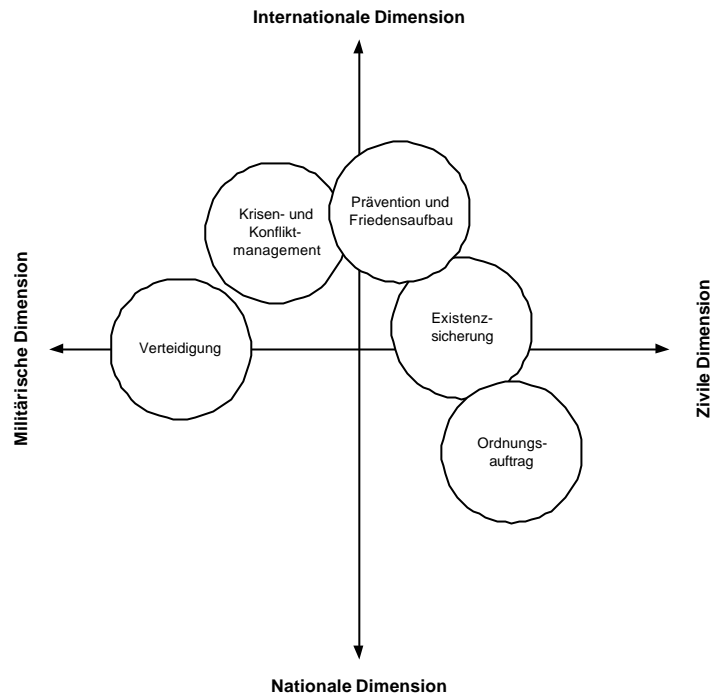 Internationale Dimension
Prävention und
Friedensaufbau
Krisen- und
Konflikt-
management
Existenz-
sicherung
Verteidigung
Militärische Dimension
Zivile Dimension
Ordnungs-
auftrag
Nationale Dimension